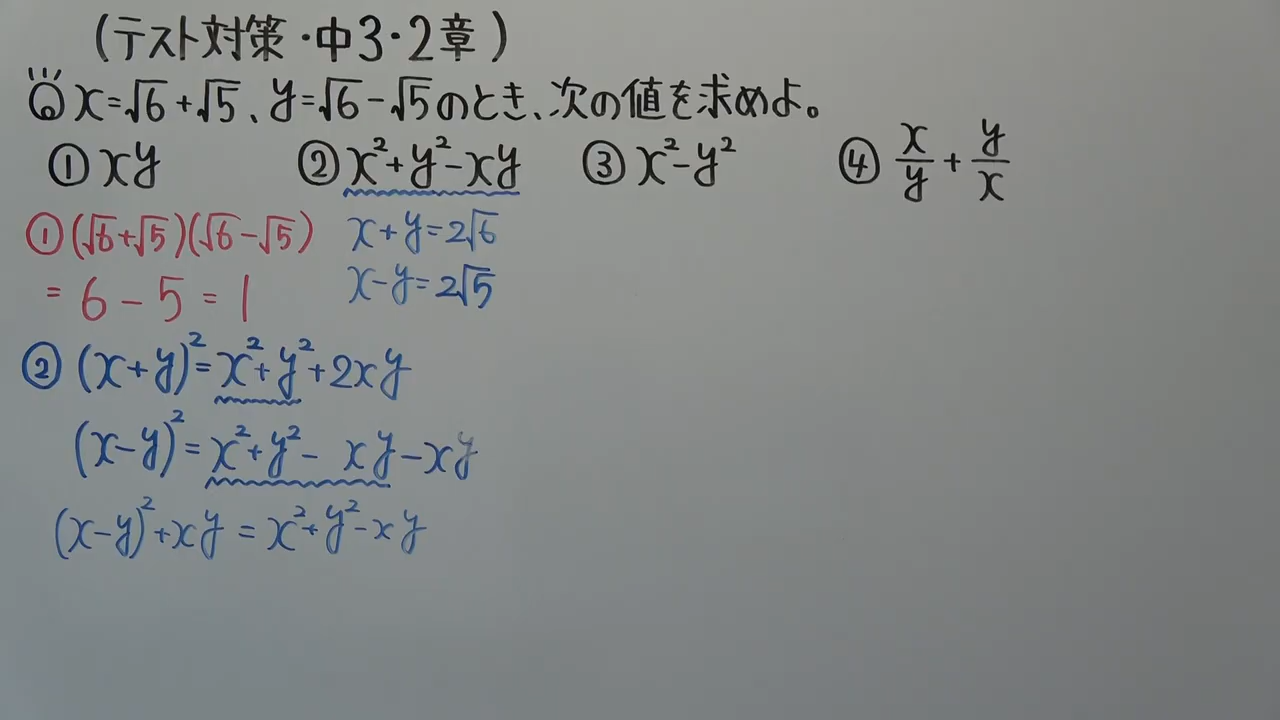 (テスト対策・中3・2章)
◎ x=√6+√5、y=√6-√5のとき、次の値を求めよ。
① xy ② x²+y²-xy ③ x²-y² ④ x/y + y/x
① (√6+√5)(√6-√5)
= 6 - 5 = 1
x+y=2√6
x-y=2√5
② (x+y)²=x²+y²+2xy
(x-y)²=x²+y²- xy-xy
(x-y)²+xy = x²+y²-xy